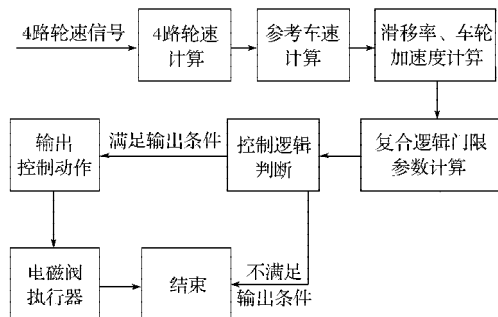 4路轮速信号
4路轮速
计算
参考车速
计算
滑移率、车轮
加速度计算
输出
控制动作
满足输出条件
控制逻辑
判断
复合逻辑门限
参数计算
电磁阀
执行器
结束
不满足
输出条件